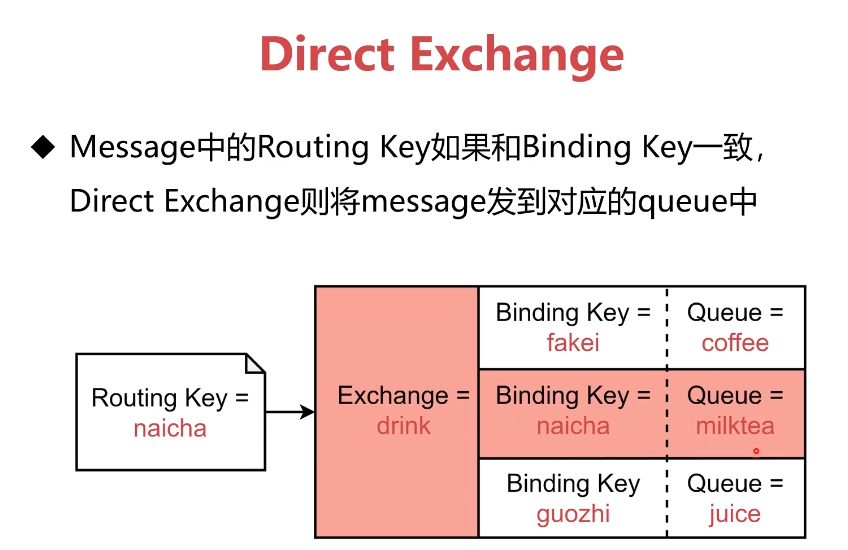 Direct Exchange
◆ Message中的Routing Key如果和Binding Key一致，
Direct Exchange则将message发到对应的queue中
Routing Key =
naicha
Exchange =
drink
Binding Key =
fakei
Queue =
coffee
Binding Key =
naicha
Queue =
milktea
Binding Key
guozhi
Queue =
juice